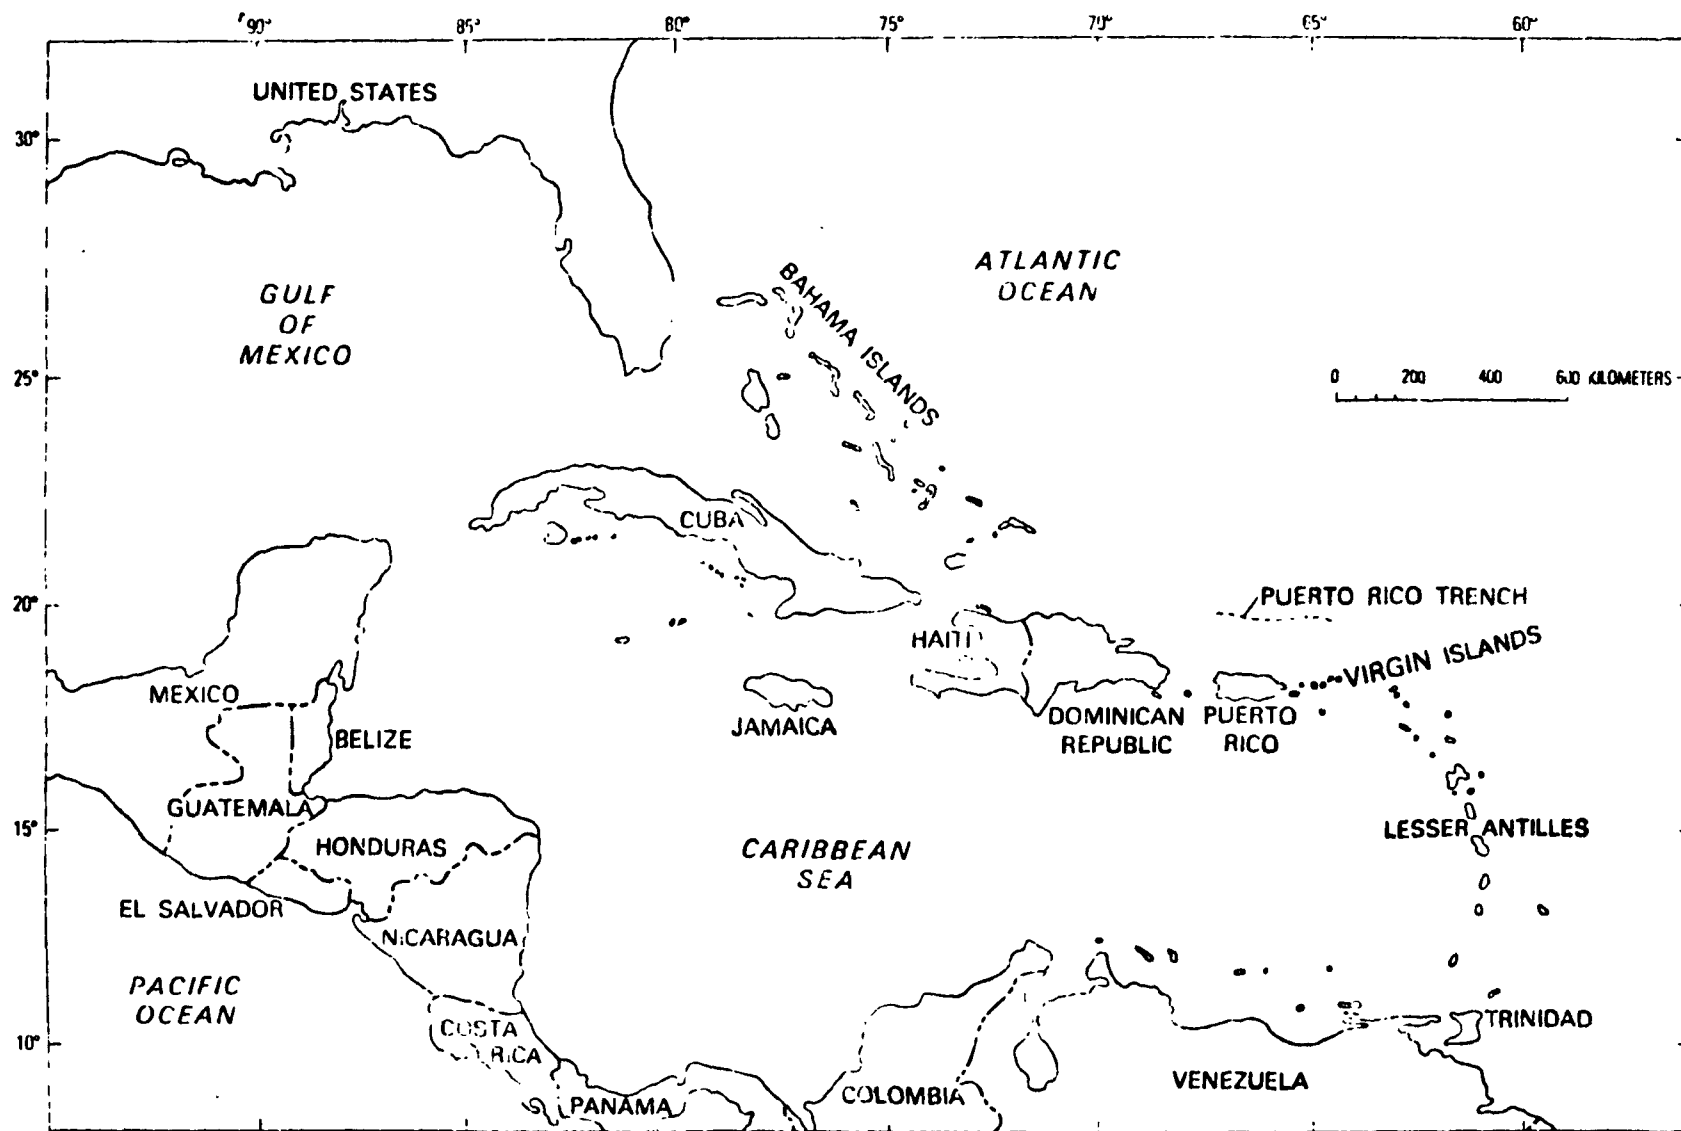 90° 85° 80° 75° 70° 65° 60°
UNITED STATES
30°
ATLANTIC
OCEAN
BAHAMA ISLANDS
GULF
OF
MEXICO
25°
0 200 400 600 KILOMETERS
CUBA
20°
PUERTO RICO TRENCH
HAITI
VIRGIN ISLANDS
MEXICO
JAMAICA
DOMINICAN
REPUBLIC
PUERTO
RICO
BELIZE
GUATEMALA
15°
HONDURAS
CARIBBEAN
SEA
LESSER ANTILLES
EL SALVADOR
NICARAGUA
PACIFIC
OCEAN
COSTA
RICA
TRINIDAD
10°
VENEZUELA
COLOMBIA
PANAMA